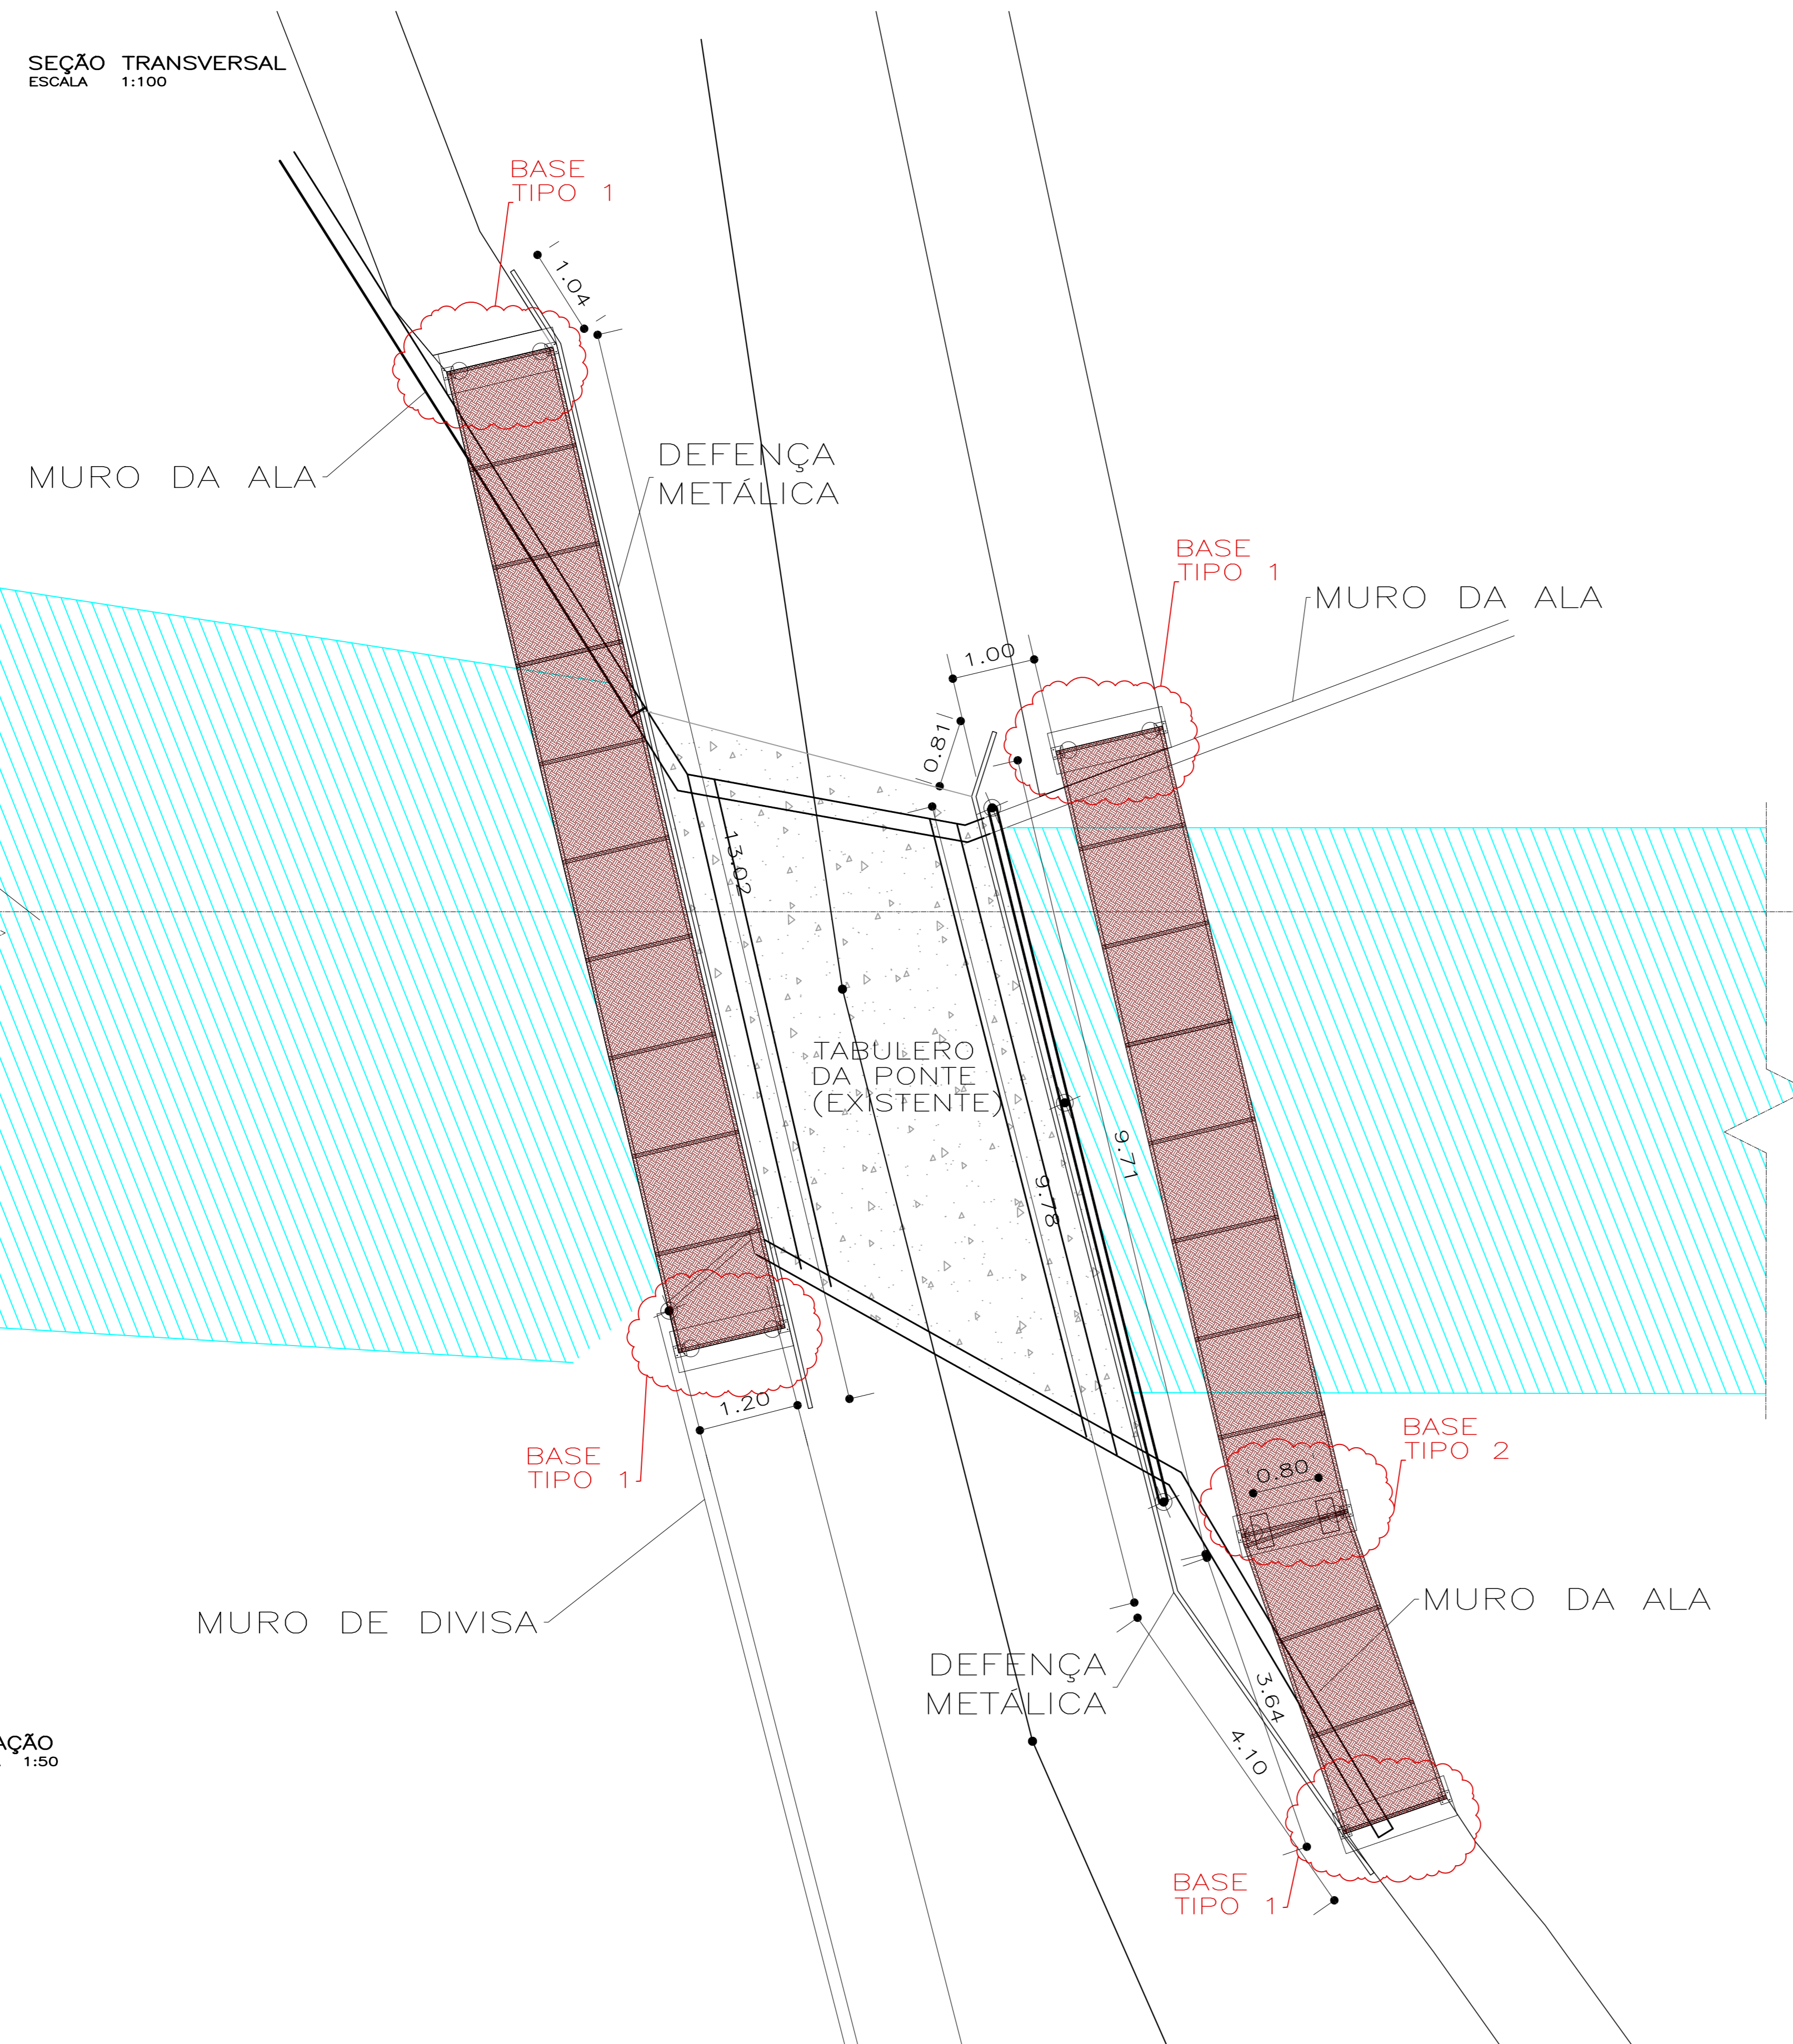 SEÇÃO TRANSVERSAL
ESCALA 1:100
BASE
TIPO 1
1.04
MURO DA ALA
DEFENÇA
METÁLICA
BASE
TIPO 1
MURO DA ALA
1.00
0.81
13.02
TABULERO
DA PONTE
(EXISTENTE)
9.71
9.78
1.20
BASE
TIPO 1
BASE
TIPO 2
0.80
MURO DE DIVISA
MURO DA ALA
DEFENÇA
METÁLICA
3.64
4.10
AÇÃO
1:50
BASE
TIPO 1